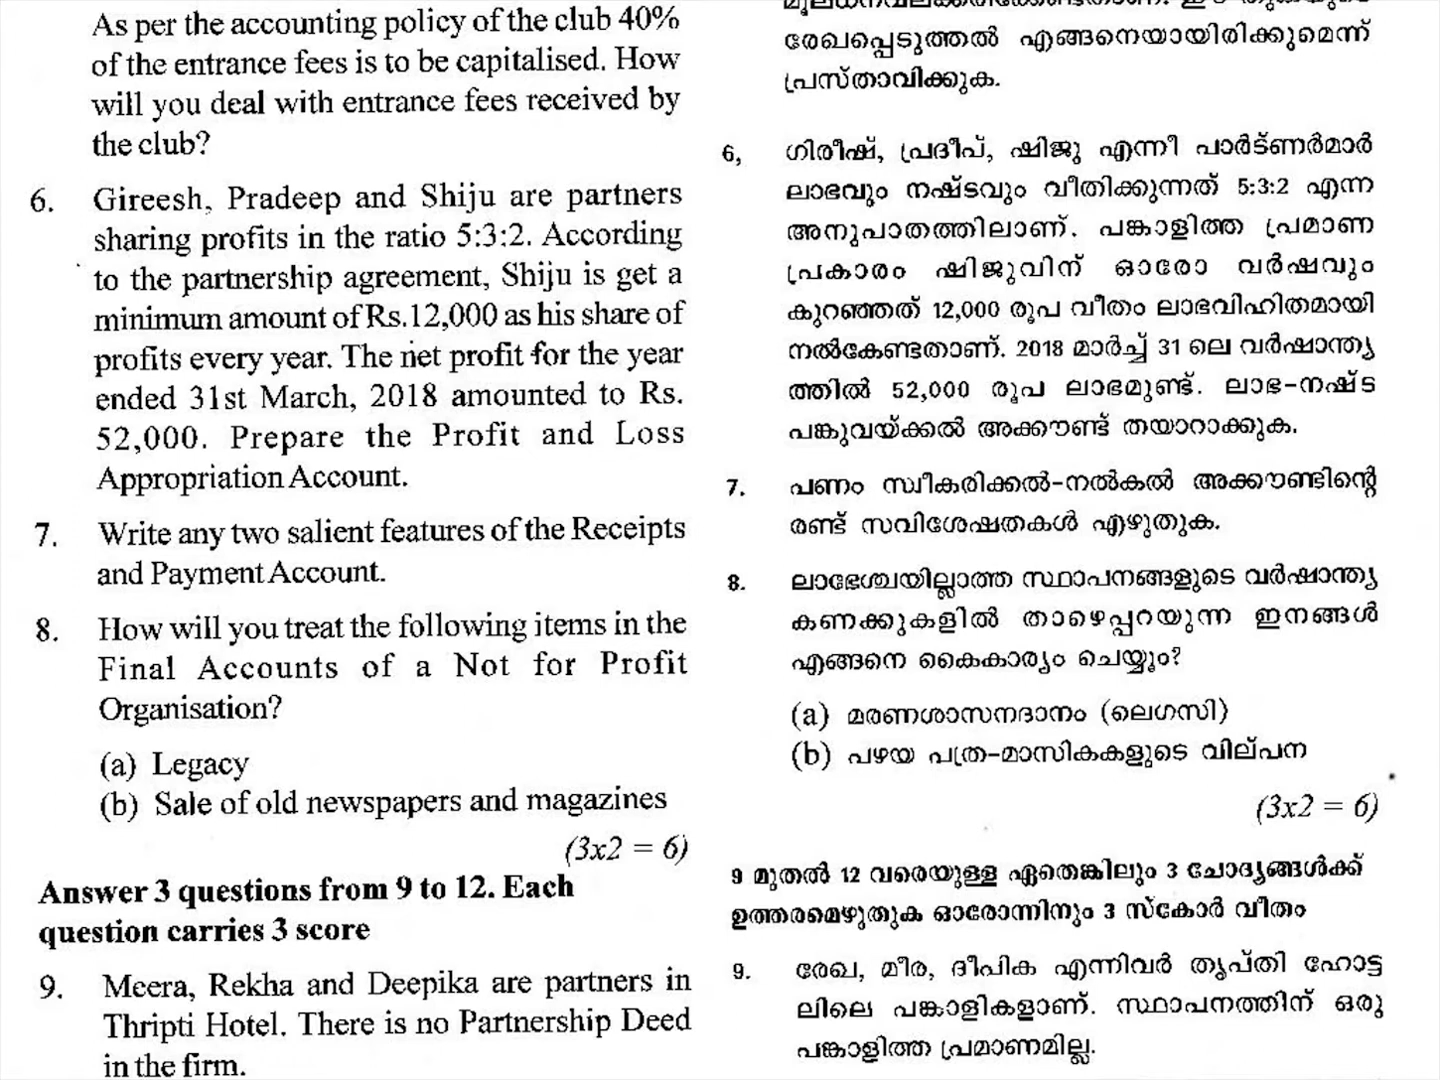 As per the accounting policy of the club 40%
of the entrance fees is to be capitalised. How
will you deal with entrance fees received by
the club?
6. Gireesh, Pradeep and Shiju are partners
sharing profits in the ratio 5:3:2. According
to the partnership agreement, Shiju is get a
minimum amount of Rs.12,000 as his share of
profits every year. The net profit for the year
ended 31st March, 2018 amounted to Rs.
52,000. Prepare the Profit and Loss
Appropriation Account.
7. Write any two salient features of the Receipts
and Payment Account.
8. How will you treat the following items in the
Final Accounts of a Not for Profit
Organisation?
(a) Legacy
(b) Sale of old newspapers and magazines
(3x2 = 6)
Answer 3 questions from 9 to 12. Each
question carries 3 score
9. Meera, Rekha and Deepika are partners in
Thripti Hotel. There is no Partnership Deed
in the firm.
രേഖപ്പെടുത്തൽ എങ്ങനെയായിരിക്കുമെന്ന്
പ്രസ്താവിക്കുക.
6, ഗിരീഷ്, പ്രദീപ്, ഷിജു എന്നീ പാർട്ണർമാർ
ലാഭവും നഷ്ടവും വീതിക്കുന്നത് 5:3:2 എന്ന
അനുപാതത്തിലാണ്. പങ്കാളിത്ത പ്രമാണ
പ്രകാരം ഷിജുവിന് ഓരോ വർഷവും
കുറഞ്ഞത് 12,000 രൂപ വീതം ലാഭവിഹിതമായി
നൽകേണ്ടതാണ്. 2018 മാർച്ച് 31 ലെ വർഷാന്ത്യ
ത്തിൽ 52,000 രൂപ ലാഭമുണ്ട്. ലാഭ-നഷ്ട
പങ്കുവയ്ക്കൽ അക്കൗണ്ട് തയാറാക്കുക.
7. പണം സ്വീകരിക്കൽ-നൽകൽ അക്കൗണ്ടിന്റെ
രണ്ട് സവിശേഷതകൾ എഴുതുക.
8. ലാഭേശ്ചയില്ലാത്ത സ്ഥാപനങ്ങളുടെ വർഷാന്ത്യ
കണക്കുകളിൽ താഴെപ്പറയുന്ന ഇനങ്ങൾ
എങ്ങനെ കൈകാര്യം ചെയ്യും?
(a) മരണശാസനദാനം (ലെഗസി)
(b) പഴയ പത്ര-മാസികകളുടെ വില്പന
(3x2 = 6)
9 മുതൽ 12 വരെയുള്ള ഏതെങ്കിലും 3 ചോദ്യങ്ങൾക്ക്
ഉത്തരമെഴുതുക ഓരോന്നിനും 3 സ്കോർ വീതം
9. രേഖ, മീര, ദീപിക എന്നിവർ തൃപ്തി ഹോട്ട
ലിലെ പങ്കാളികളാണ്. സ്ഥാപനത്തിന് ഒരു
പങ്കാളിത്ത പ്രമാണമില്ല.